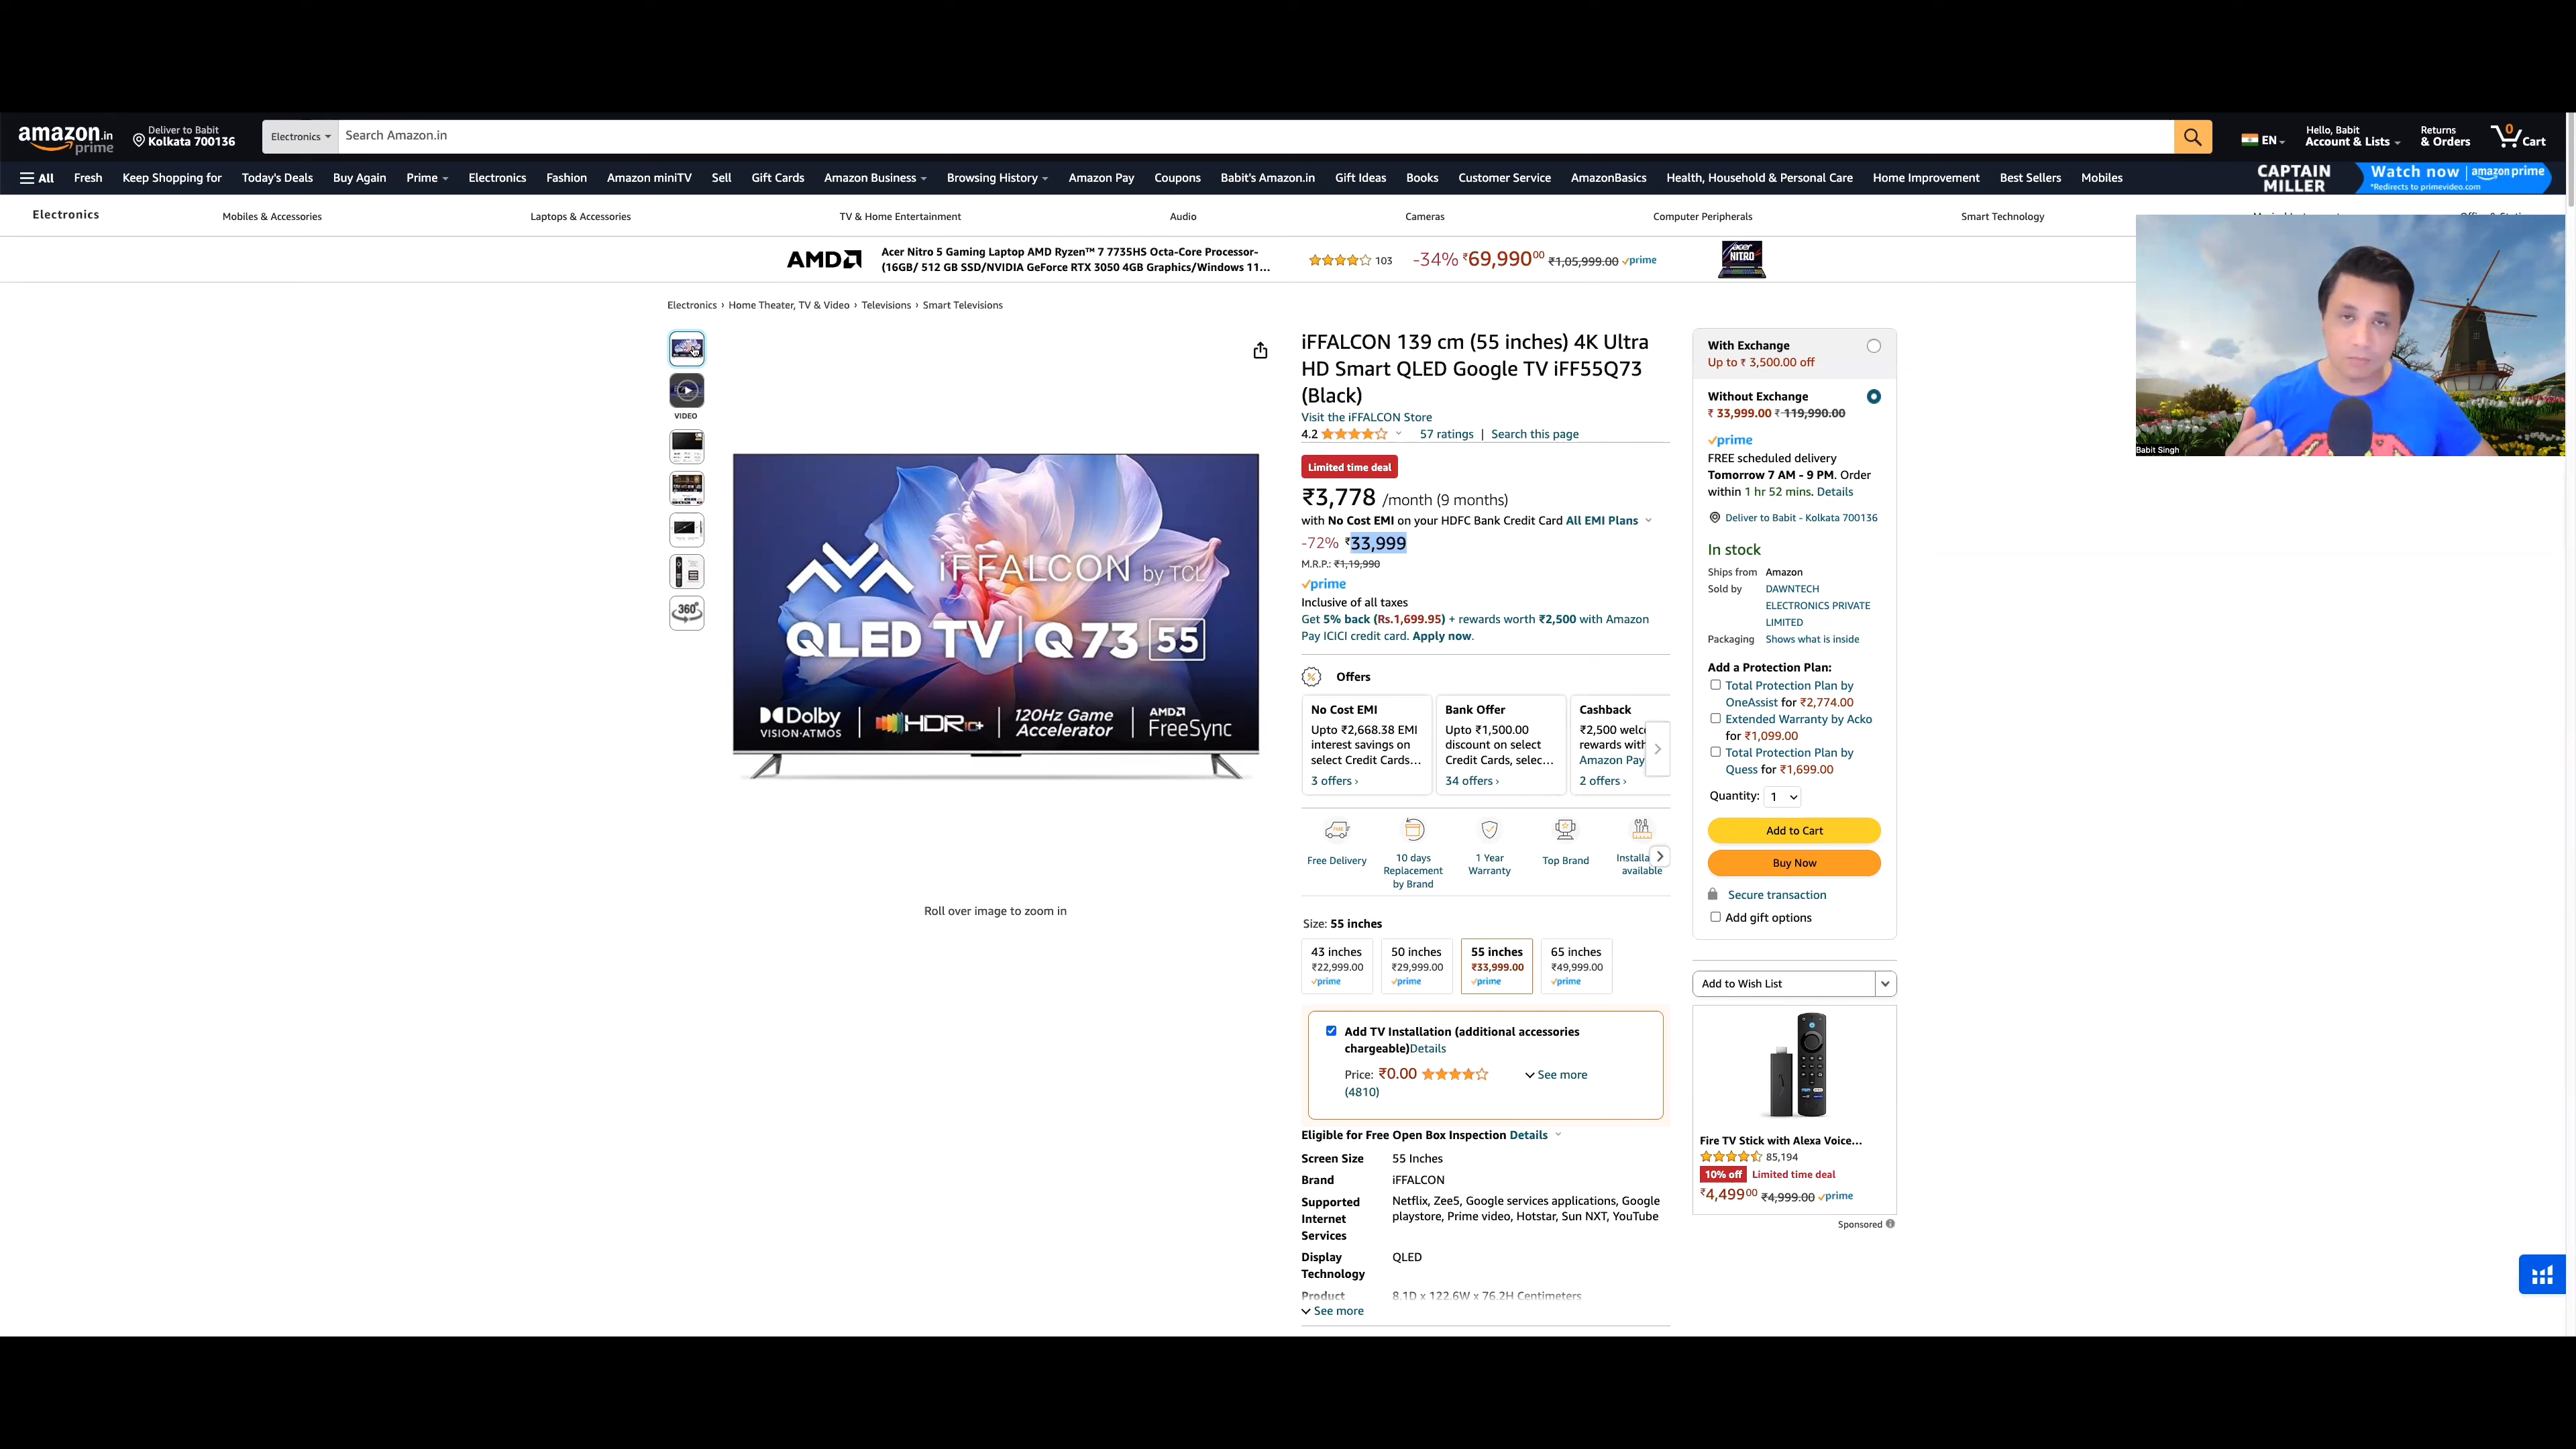 amazon.in
prime
Deliver to Babit
Kolkata 700136
Electronics
Search Amazon.in
EN
Hello, Babit
Account & Lists
Returns
& Orders
0
Cart
All
Fresh
Keep Shopping for
Today's Deals
Buy Again
Prime
Electronics
Fashion
Amazon miniTV
Sell
Gift Cards
Amazon Business
Browsing History
Amazon Pay
Coupons
Babit's Amazon.in
Gift Ideas
Books
Customer Service
AmazonBasics
Health, Household & Personal Care
Home Improvement
Best Sellers
Mobiles
CAPTAIN
MILLER
Watch now | amazon prime
*Redirects to primevideo.com
Electronics
Mobiles & Accessories
Laptops & Accessories
TV & Home Entertainment
Audio
Cameras
Computer Peripherals
Smart Technology
AMD
Acer Nitro 5 Gaming Laptop AMD Ryzen™ 7 7735HS Octa-Core Processor-
(16GB/ 512 GB SSD/NVIDIA GeForce RTX 3050 4GB Graphics/Windows 11...
103
-34% ₹69,990⁰⁰ ₹1,05,999.00 prime
acer
NITRO
Babit Singh
Electronics › Home Theater, TV & Video › Televisions › Smart Televisions
VIDEO
360°
iFFALCON by TCL
QLED TV | Q73 55
Dolby
VISION·ATMOS
HDR10+
120Hz Game
Accelerator
AMD
FreeSync
Roll over image to zoom in
iFFALCON 139 cm (55 inches) 4K Ultra
HD Smart QLED Google TV iFF55Q73
(Black)
Visit the iFFALCON Store
4.2
57 ratings | Search this page
Limited time deal
₹3,778 /month (9 months)
with No Cost EMI on your HDFC Bank Credit Card All EMI Plans
-72% ₹33,999
M.R.P.: ₹1,19,990
prime
Inclusive of all taxes
Get 5% back (Rs.1,699.95) + rewards worth ₹2,500 with Amazon
Pay ICICI credit card. Apply now.
Offers
No Cost EMI
Upto ₹2,668.38 EMI
interest savings on
select Credit Cards...
3 offers ›
Bank Offer
Upto ₹1,500.00
discount on select
Credit Cards, selec...
34 offers ›
Cashback
₹2,500 welc
rewards with
Amazon Pay
2 offers ›
Free Delivery
10 days
Replacement
by Brand
1 Year
Warranty
Top Brand
Installa
available
Size: 55 inches
43 inches
₹22,999.00
prime
50 inches
₹29,999.00
prime
55 inches
₹33,999.00
prime
65 inches
₹49,999.00
prime
Add TV Installation (additional accessories
chargeable)Details
Price: ₹0.00
See more
(4810)
Eligible for Free Open Box Inspection Details
Screen Size 55 Inches
Brand iFFALCON
Supported
Internet
Services
Netflix, Zee5, Google services applications, Google
playstore, Prime video, Hotstar, Sun NXT, YouTube
Display
Technology
QLED
Product 8.1D x 122.6W x 76.2H Centimeters
See more
With Exchange
Up to ₹ 3,500.00 off
Without Exchange
₹ 33,999.00 ₹ 119,990.00
prime
FREE scheduled delivery
Tomorrow 7 AM - 9 PM. Order
within 1 hr 52 mins. Details
Deliver to Babit - Kolkata 700136
In stock
Ships from Amazon
Sold by DAWNTECH
ELECTRONICS PRIVATE
LIMITED
Packaging Shows what is inside
Add a Protection Plan:
Total Protection Plan by
OneAssist for ₹2,774.00
Extended Warranty by Acko
for ₹1,099.00
Total Protection Plan by
Quess for ₹1,699.00
Quantity: 1
Add to Cart
Buy Now
Secure transaction
Add gift options
Add to Wish List
Fire TV Stick with Alexa Voice...
85,194
10% off Limited time deal
₹4,499⁰⁰ ₹4,999.00 prime
Sponsored